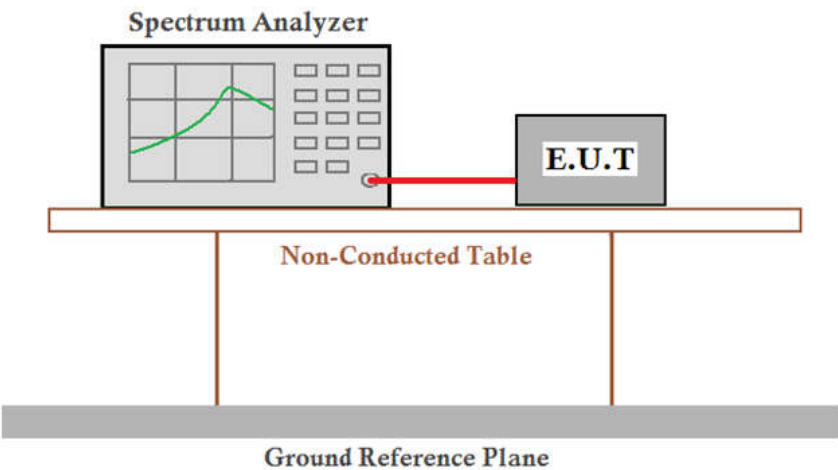 Spectrum Analyzer
E.U.T
Non-Conducted Table
Ground Reference Plane